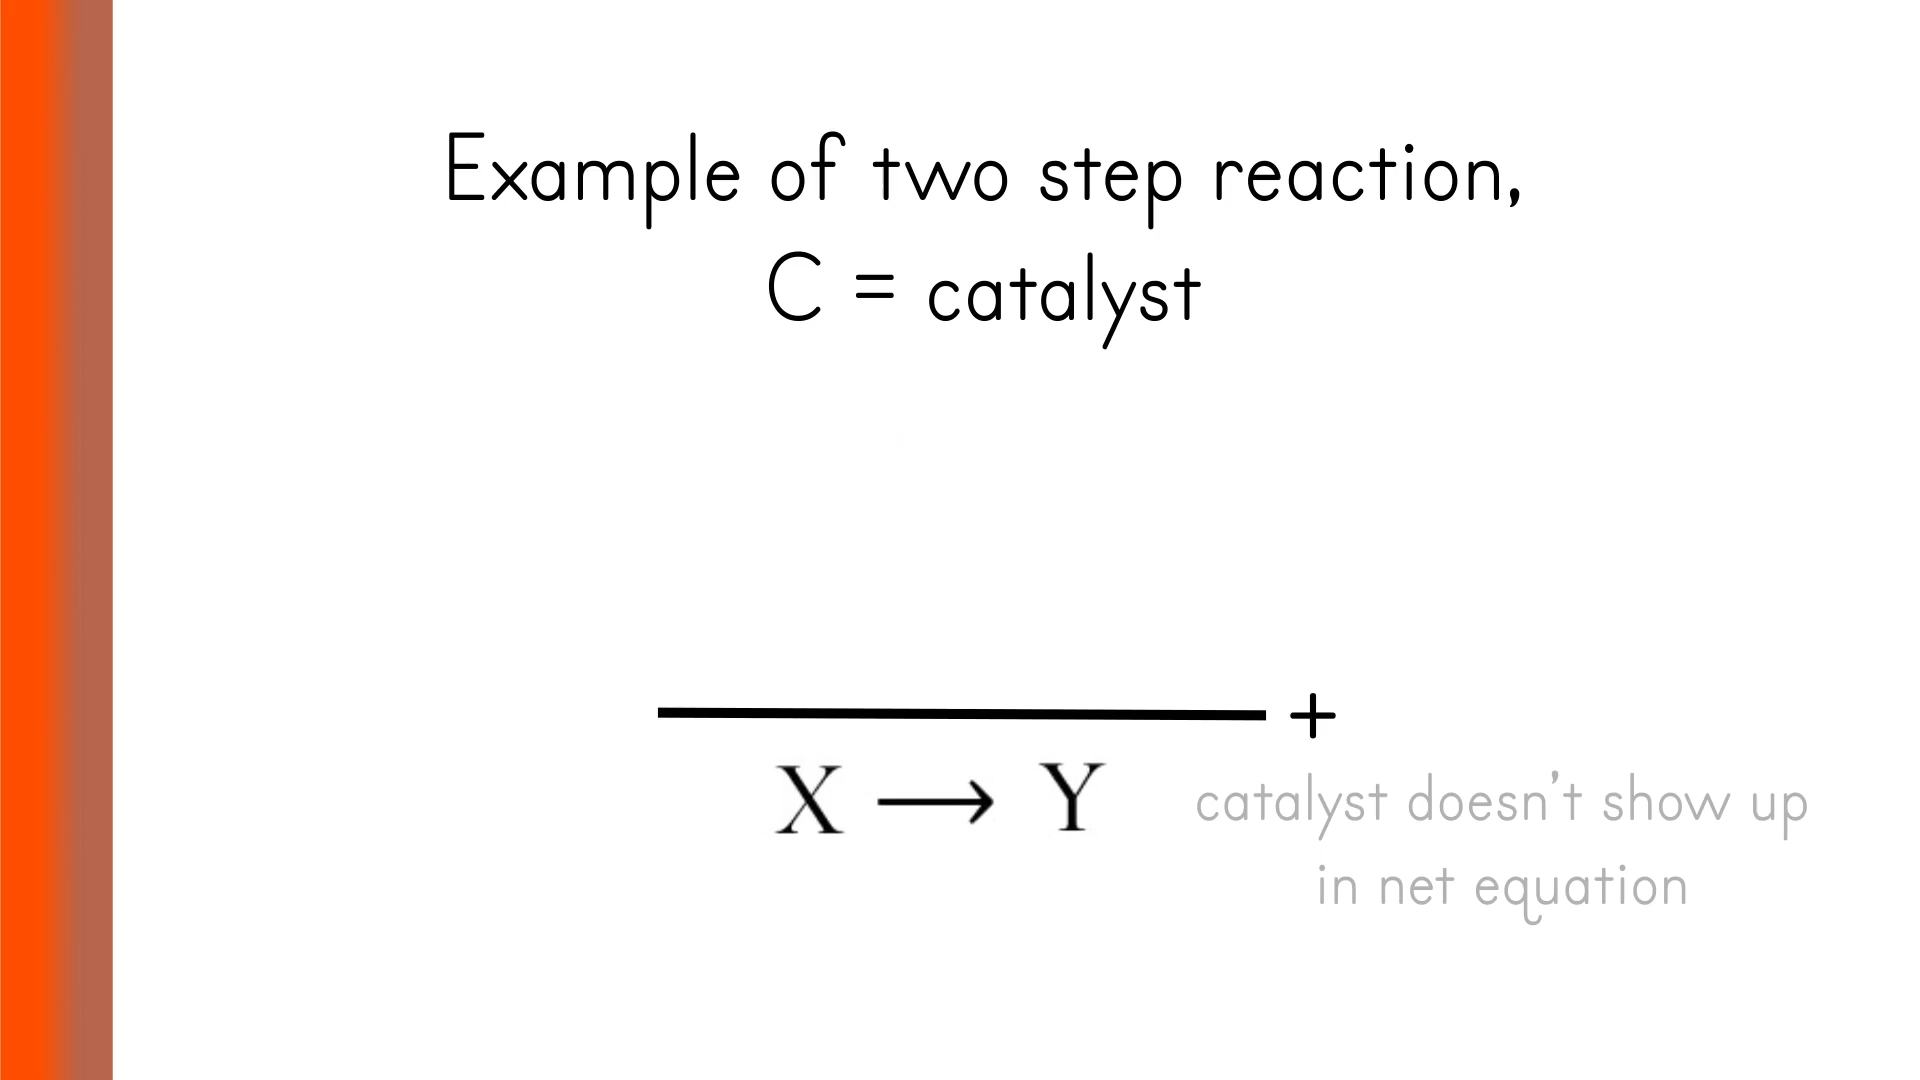 Example of two step reaction,
C = catalyst
+
X ⟶ Y
catalyst doesn't show up
in net equation